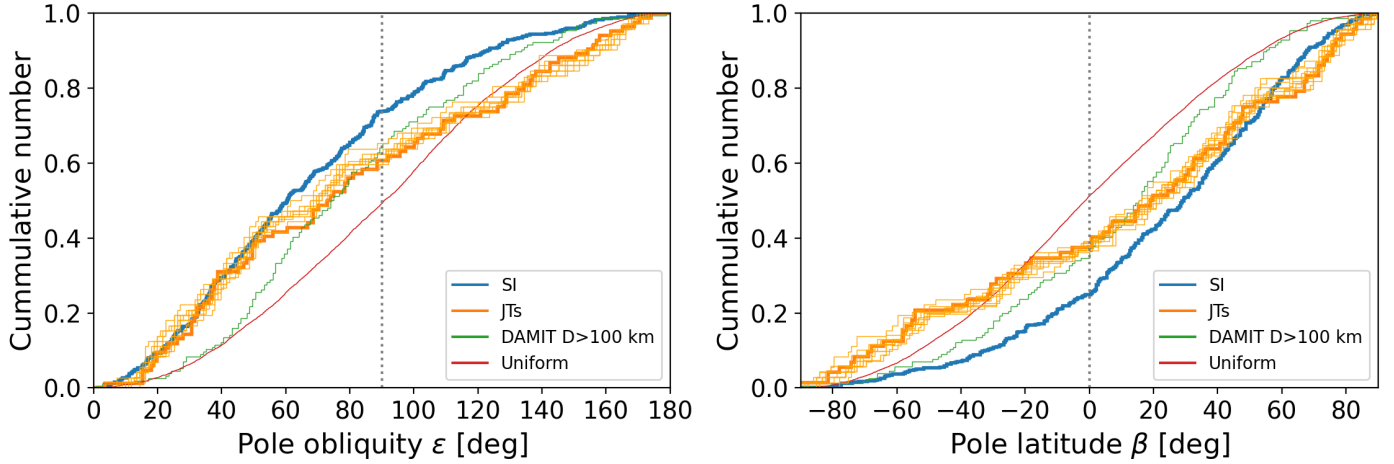 Cummulative number
1.0
0.8
0.6
0.4
0.2
0.0
SI
JTs
DAMIT D>100 km
Uniform
0 20 40 60 80 100 120 140 160 180
Pole obliquity ε [deg]
Cummulative number
1.0
0.8
0.6
0.4
0.2
0.0
SI
JTs
DAMIT D>100 km
Uniform
−80 −60 −40 −20 0 20 40 60 80
Pole latitude β [deg]